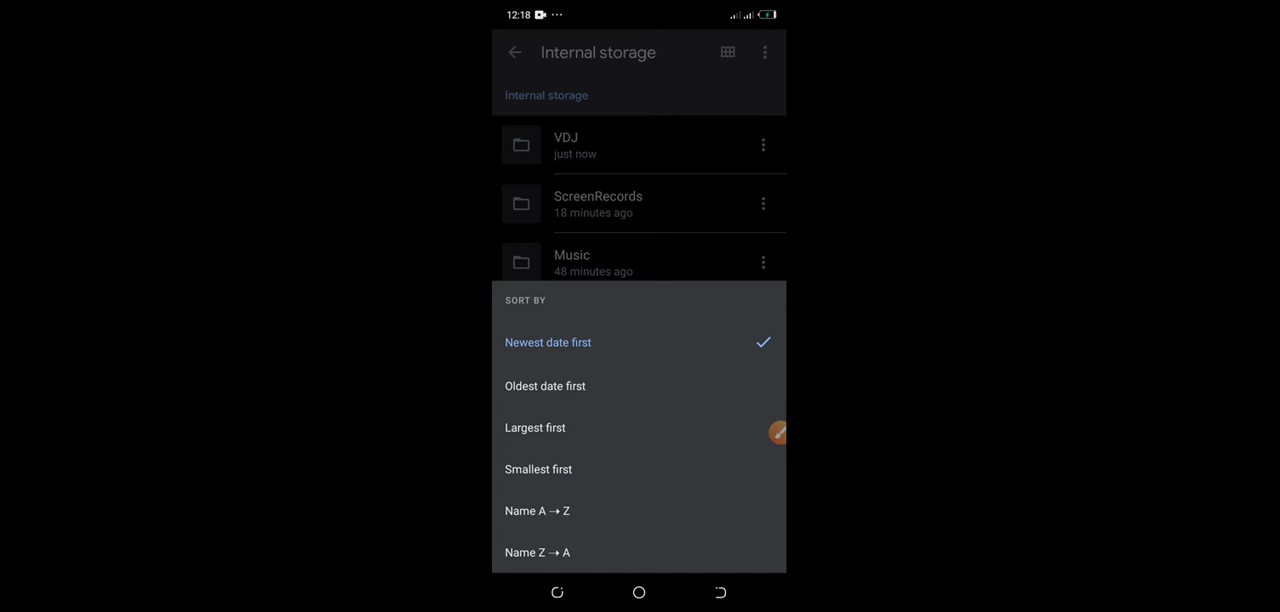 12:18
Internal storage
Internal storage
VDJ
just now
ScreenRecords
18 minutes ago
Music
48 minutes ago
SORT BY
Newest date first
Oldest date first
Largest first
Smallest first
Name A → Z
Name Z → A